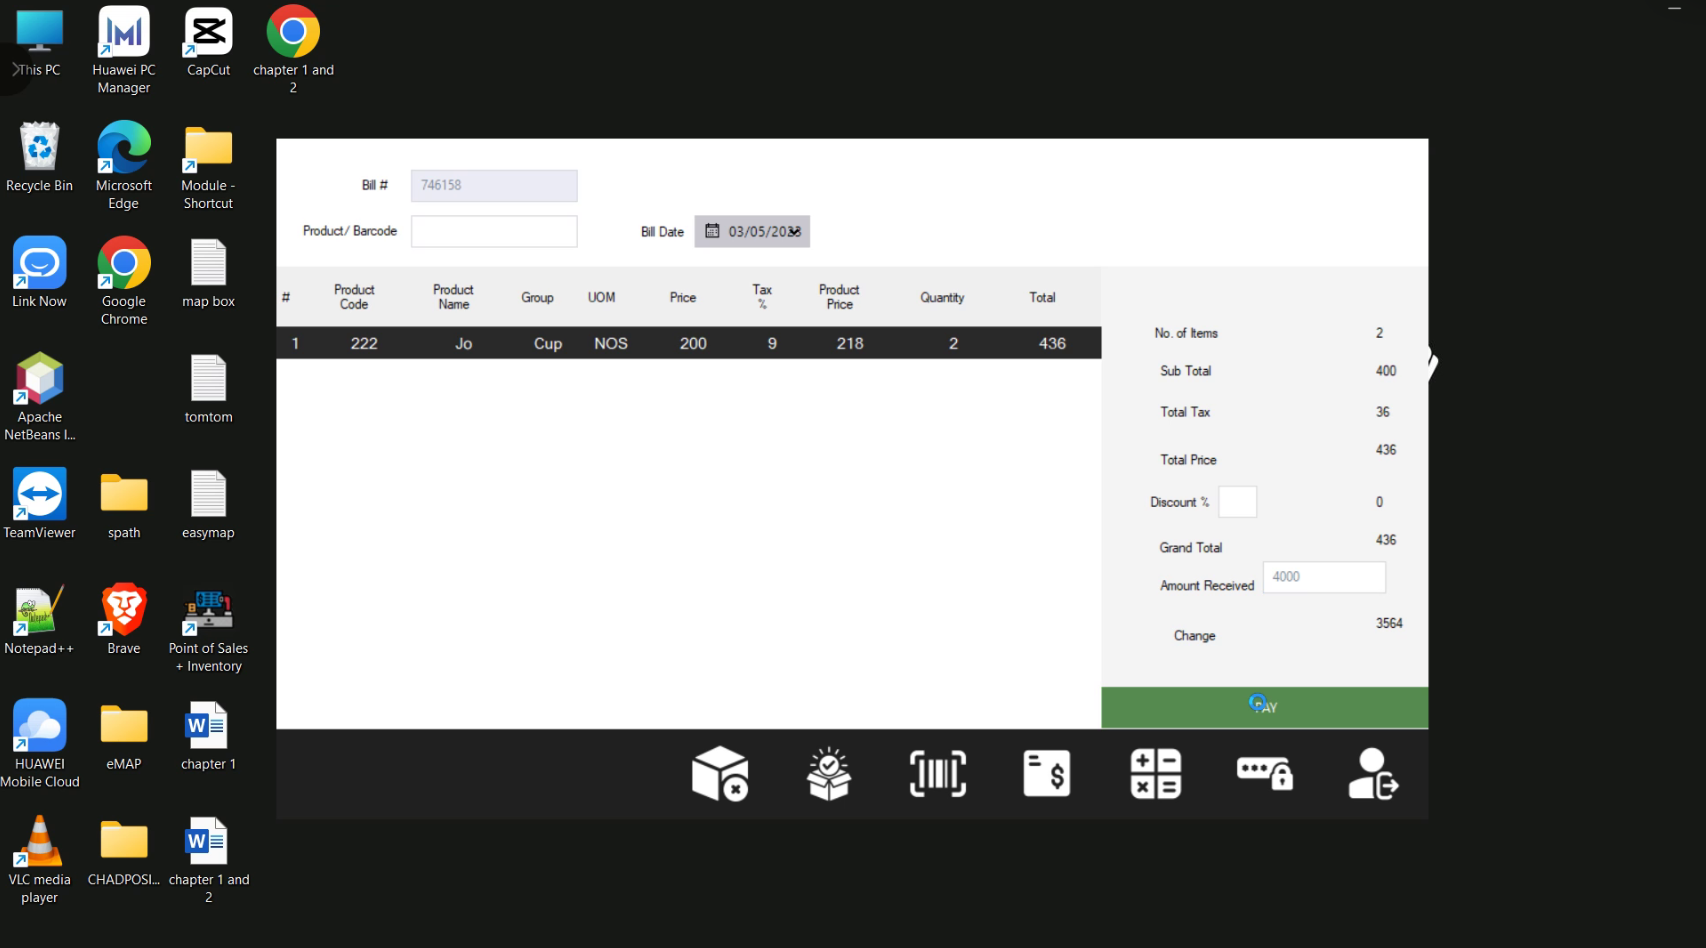 This PC
Huawei PC
Manager
CapCut
chapter 1 and
2
Recycle Bin
Microsoft
Edge
Module -
Shortcut
Link Now
Google
Chrome
map box
Apache
NetBeans I...
tomtom
TeamViewer
spath
easymap
Notepad++
Brave
Point of Sales
+ Inventory
HUAWEI
Mobile Cloud
eMAP
chapter 1
VLC media
player
CHADPOSI...
chapter 1 and
2
Bill # 746158
Product/ Barcode
Bill Date 03/05/2023
# Product Code Product Name Group UOM Price Tax % Product Price Quantity Total
1 222 Jo Cup NOS 200 9 218 2 436
No. of Items 2
Sub Total 400
Total Tax 36
Total Price 436
Discount % 0
Grand Total 436
Amount Received 4000
Change 3564
PAY